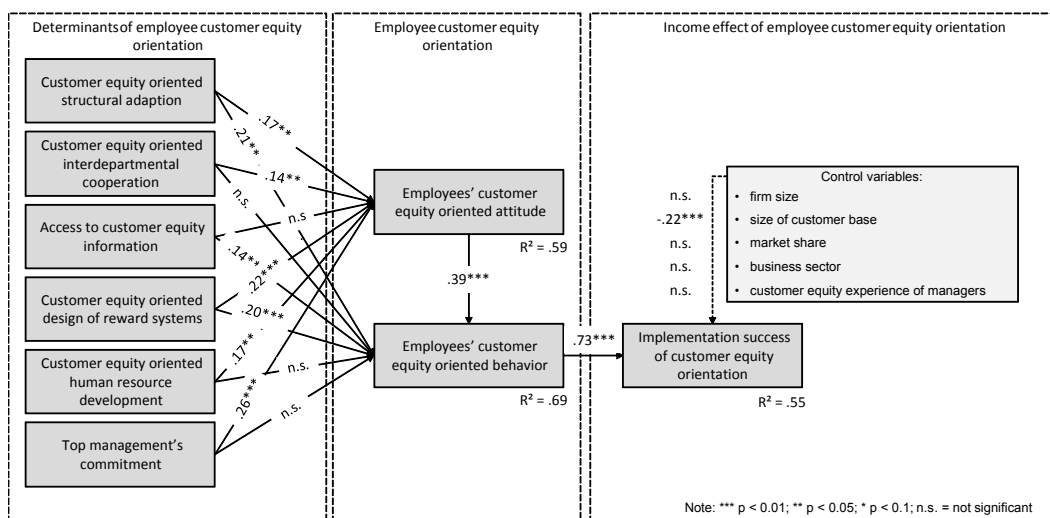 Determinants of employee customer equity
orientation
Customer equity oriented
structural adaption
Customer equity oriented
interdepartmental
cooperation
Access to customer equity
information
Customer equity oriented
design of reward systems
Customer equity oriented
human resource
development
Top management's
commitment
.17**
.21**
.14**
n.s.
n.s
.14**
.22***
.20***
.17**
n.s.
.26***
n.s.
Employee customer equity
orientation
Employees' customer
equity oriented attitude
R² = .59
.39***
Employees' customer
equity oriented behavior
R² = .69
.73***
Income effect of employee customer equity orientation
Control variables:
n.s. • firm size
-.22*** • size of customer base
n.s. • market share
n.s. • business sector
n.s. • customer equity experience of managers
Implementation success
of customer equity
orientation
R² = .55
Note: *** p < 0.01; ** p < 0.05; * p < 0.1; n.s. = not significant